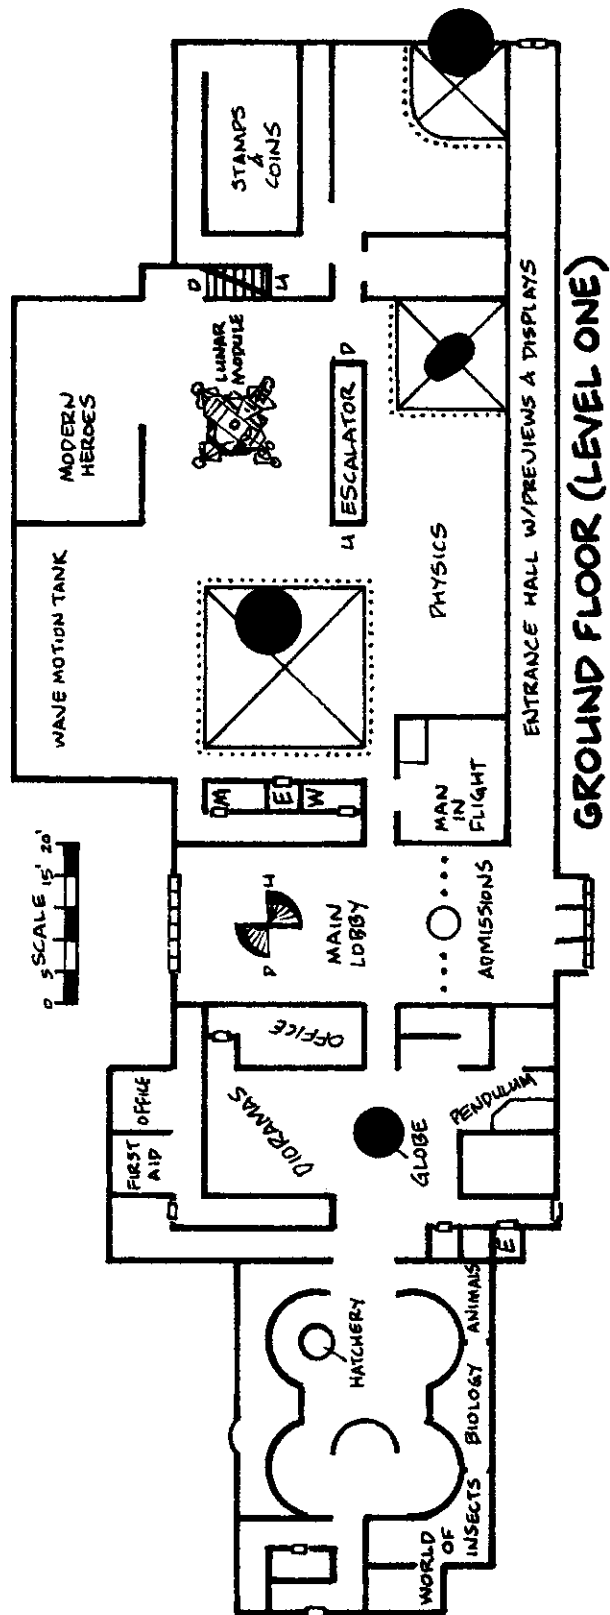 STAMPS
&
COINS
D
U
MODERN
HEROES
LUNAR
MODULE
D
ESCALATOR
U
WAVE MOTION TANK
PHYSICS
ENTRANCE HALL W/PREVIEWS & DISPLAYS
GROUND FLOOR (LEVEL ONE)
M
E
W
MAN
IN
FLIGHT
SCALE
0 5 15' 20'
U
D
MAIN
LOBBY
ADMISSIONS
OFFICE
OFFICE
FIRST
AID
DIORAMAS
GLOBE
PENDULUM
E
HATCHERY
ANIMALS
BIOLOGY
WORLD
OF
INSECTS